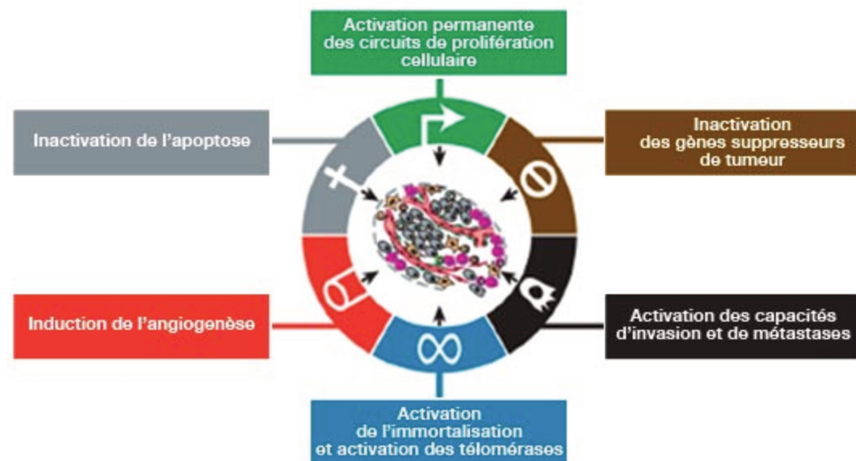 Activation permanente
des circuits de prolifération
cellulaire
Inactivation de l'apoptose
Inactivation
des gènes suppresseurs
de tumeur
Induction de l'angiogenèse
Activation des capacités
d'invasion et de métastases
Activation
de l'immortalisation
et activation des télomérases